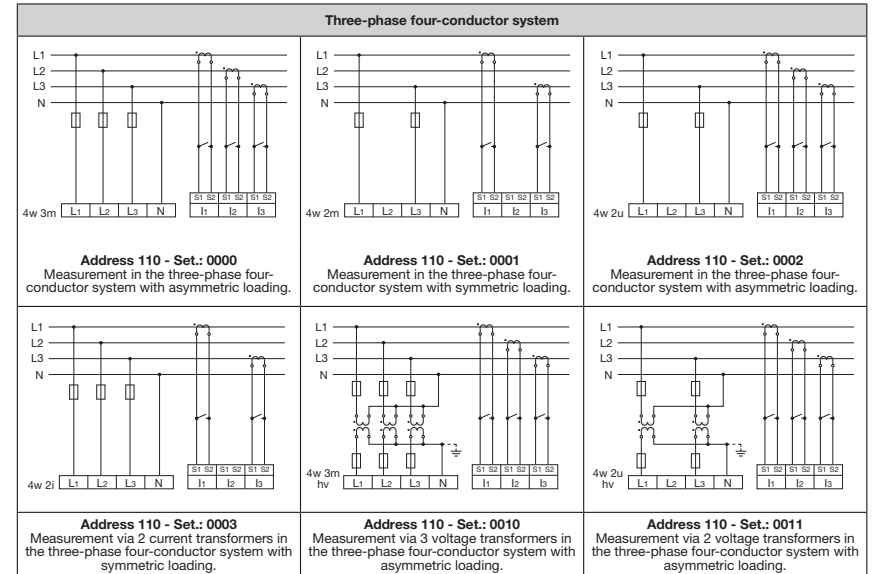 Three-phase four-conductor system
L1
L2
L3
N
S1 S2 S1 S2 S1 S2
4w 3m L1 L2 L3 N I1 I2 I3
Address 110 - Set.: 0000
Measurement in the three-phase four-
conductor system with asymmetric loading.
L1
L2
L3
N
S1 S2 S1 S2 S1 S2
4w 2m L1 L2 L3 N I1 I2 I3
Address 110 - Set.: 0001
Measurement in the three-phase four-
conductor system with symmetric loading.
L1
L2
L3
N
S1 S2 S1 S2 S1 S2
4w 2u L1 L2 L3 N I1 I2 I3
Address 110 - Set.: 0002
Measurement in the three-phase four-
conductor system with asymmetric loading.
L1
L2
L3
N
S1 S2 S1 S2 S1 S2
4w 2i L1 L2 L3 N I1 I2 I3
Address 110 - Set.: 0003
Measurement via 2 current transformers in
the three-phase four-conductor system with
symmetric loading.
L1
L2
L3
N
S1 S2 S1 S2 S1 S2
4w 3m
hv L1 L2 L3 N I1 I2 I3
Address 110 - Set.: 0010
Measurement via 3 voltage transformers in
the three-phase four-conductor system with
asymmetric loading.
L1
L2
L3
N
S1 S2 S1 S2 S1 S2
4w 2u
hv L1 L2 L3 N I1 I2 I3
Address 110 - Set.: 0011
Measurement via 2 voltage transformers in
the three-phase four-conductor system with
asymmetric loading.